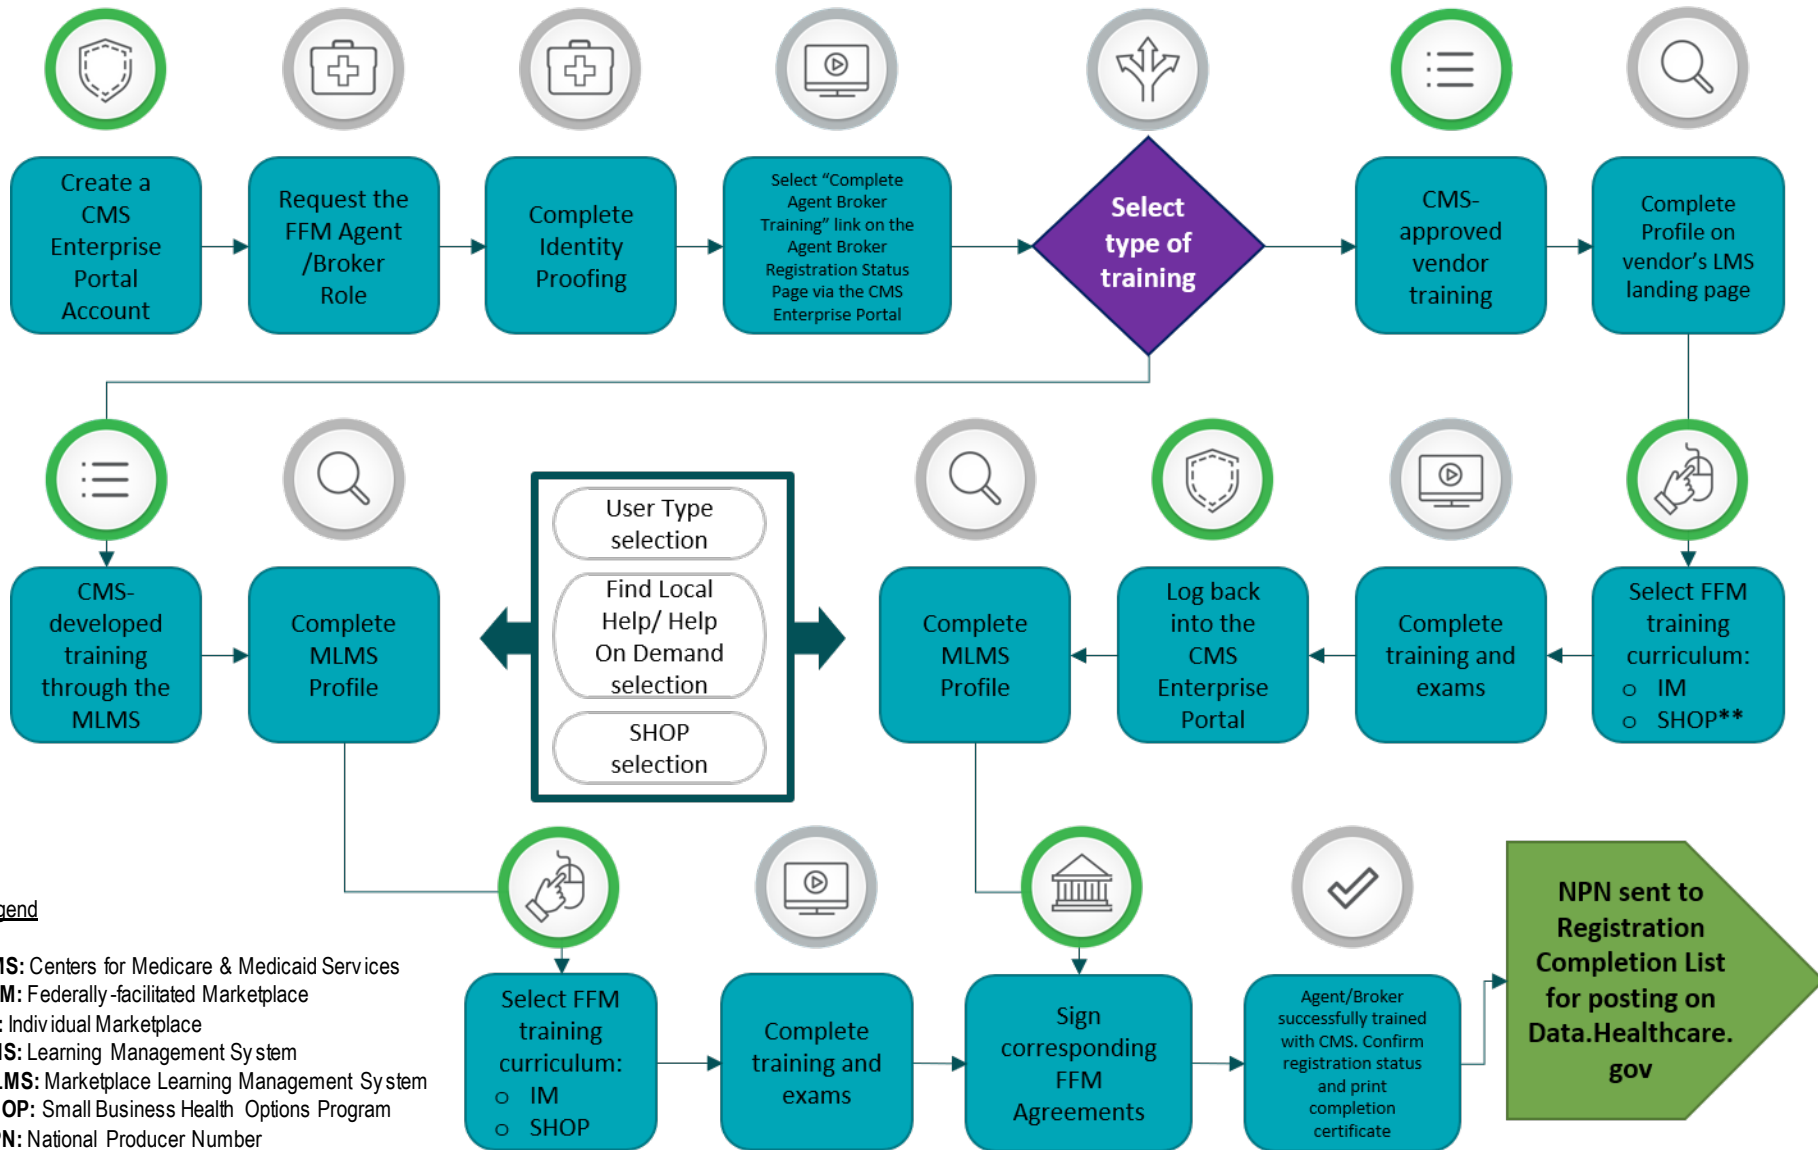 Create a
CMS
Enterprise
Portal
Account
Request the
FFM Agent
/Broker
Role
Complete
Identity
Proofing
Select “Complete
Agent Broker
Training” link on the
Agent Broker
Registration Status
Page via the CMS
Enterprise Portal
Select
type of
training
CMS-
approved
vendor
training
Complete
Profile on
vendor’s LMS
landing page
CMS-
developed
training
through the
MLMS
Complete
MLMS
Profile
User Type
selection
Find Local
Help/ Help
On Demand
selection
SHOP
selection
Complete
MLMS
Profile
Log back
into the
CMS
Enterprise
Portal
Complete
training and
exams
Select FFM
training
curriculum:
o IM
o SHOP**
gend
MS: Centers for Medicare & Medicaid Services
M: Federally-facilitated Marketplace
: Individual Marketplace
MS: Learning Management System
LMS: Marketplace Learning Management System
OP: Small Business Health Options Program
PN: National Producer Number
Select FFM
training
curriculum:
o IM
o SHOP
Complete
training and
exams
Sign
corresponding
FFM
Agreements
Agent/Broker
successfully trained
with CMS. Confirm
registration status
and print
completion
certificate
NPN sent to
Registration
Completion List
for posting on
Data.Healthcare.
gov